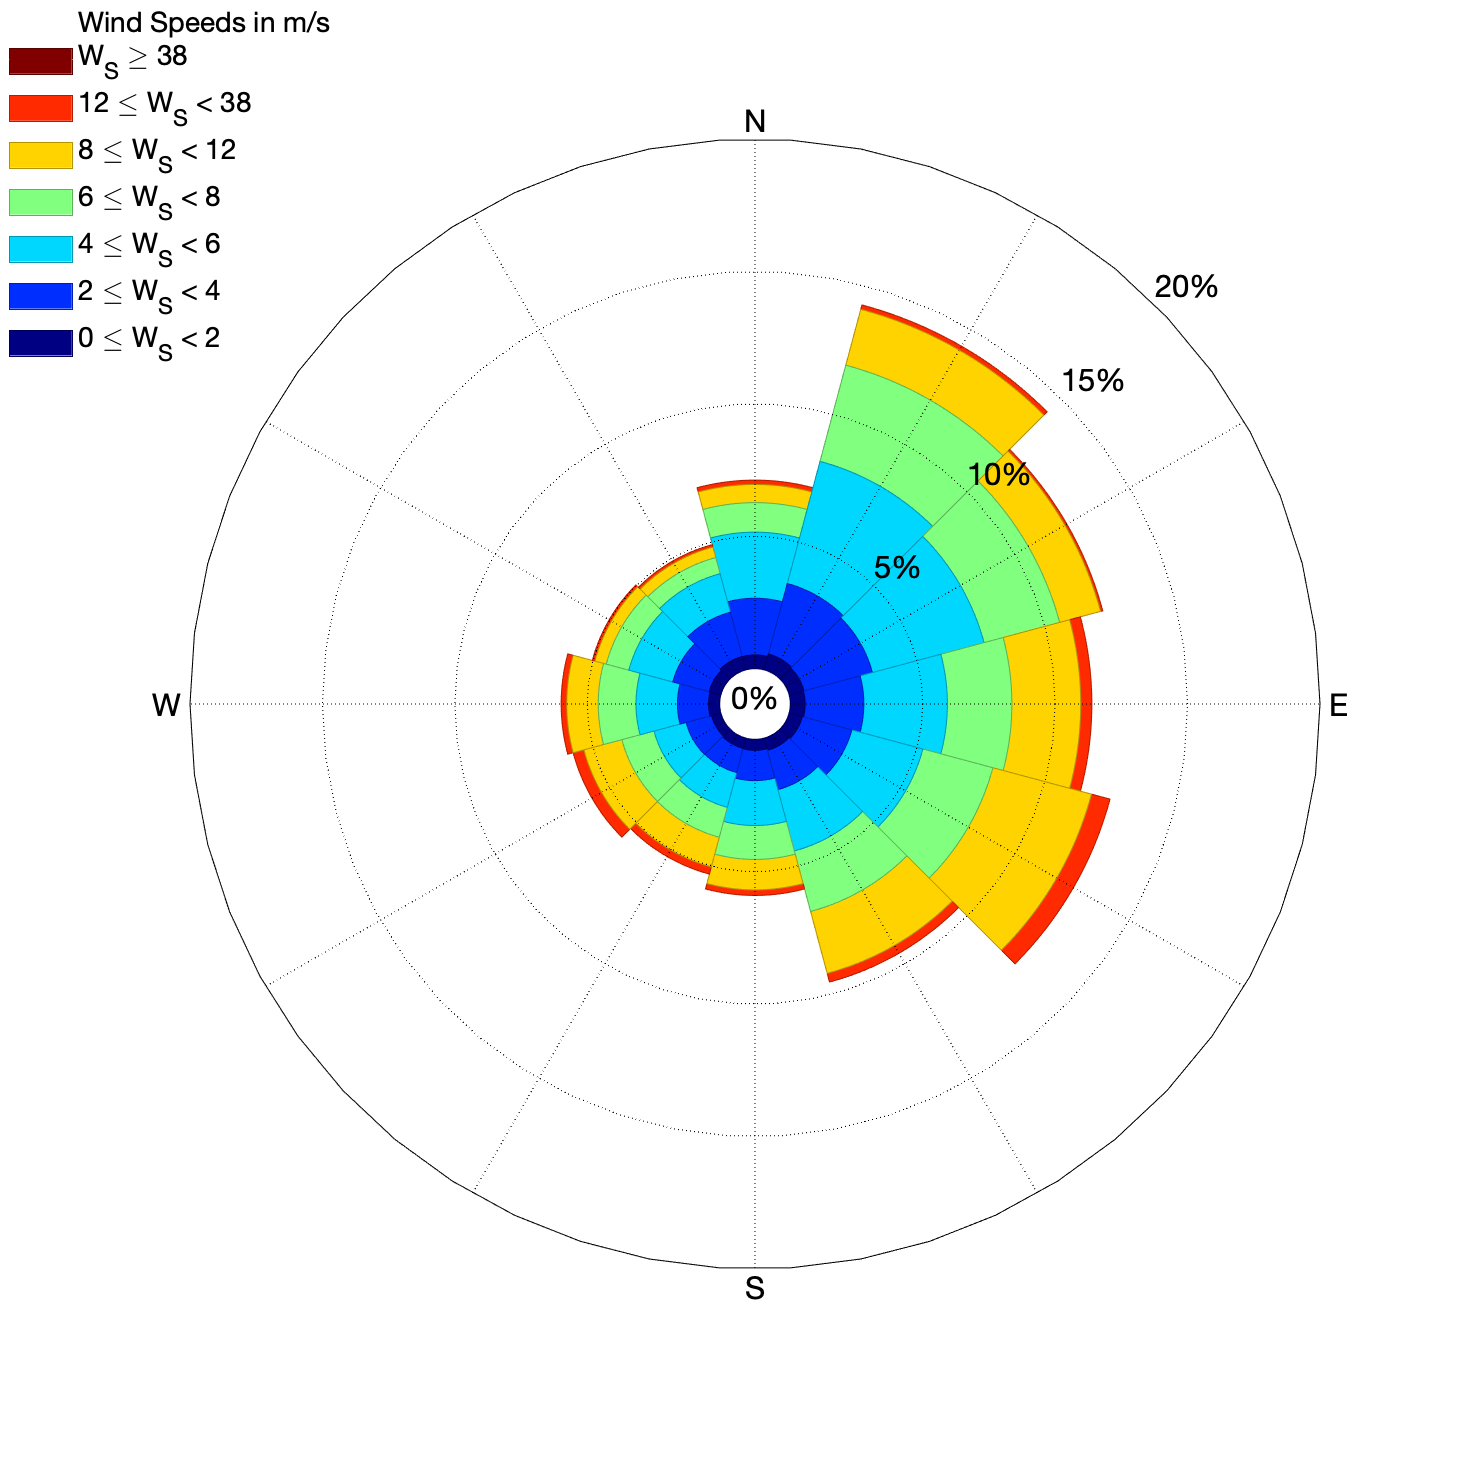 Wind Speeds in m/s
W_S ≥ 38
12 ≤ W_S < 38
8 ≤ W_S < 12
6 ≤ W_S < 8
4 ≤ W_S < 6
2 ≤ W_S < 4
0 ≤ W_S < 2
N
20%
15%
10%
5%
0%
W
E
S